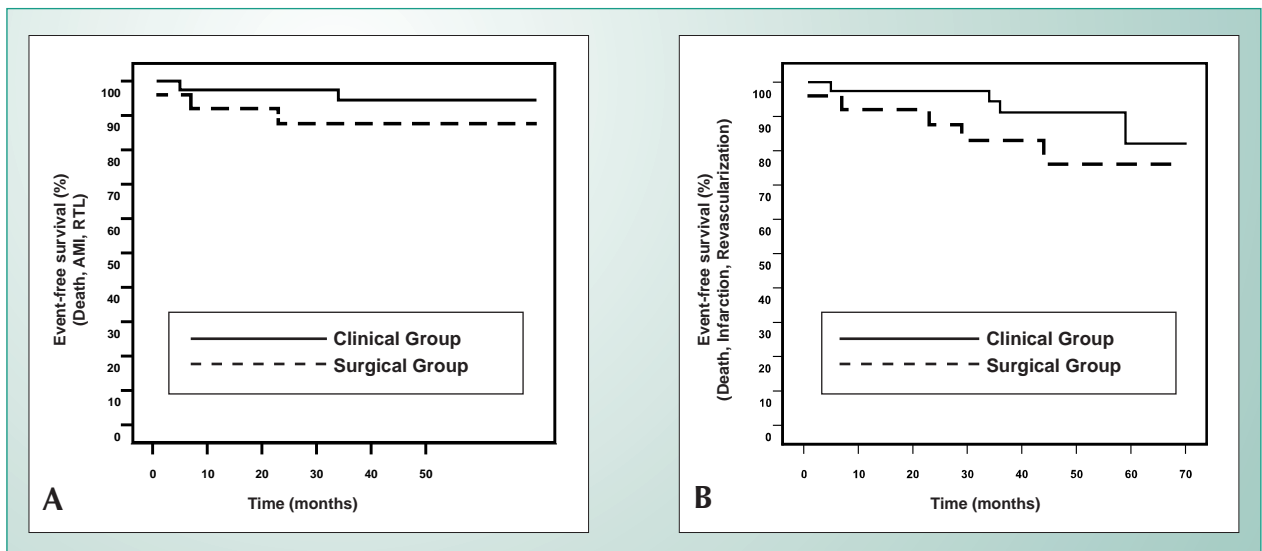 Event-free survival (%)
(Death, AMI, RTL)
100
90
80
70
60
50
40
30
20
10
0
Clinical Group
Surgical Group
0 10 20 30 40 50
Time (months)
A
Event-free survival (%)
(Death, Infarction, Revascularization)
100
90
80
70
60
50
40
30
20
10
0
Clinical Group
Surgical Group
0 10 20 30 40 50 60 70
Time (months)
B